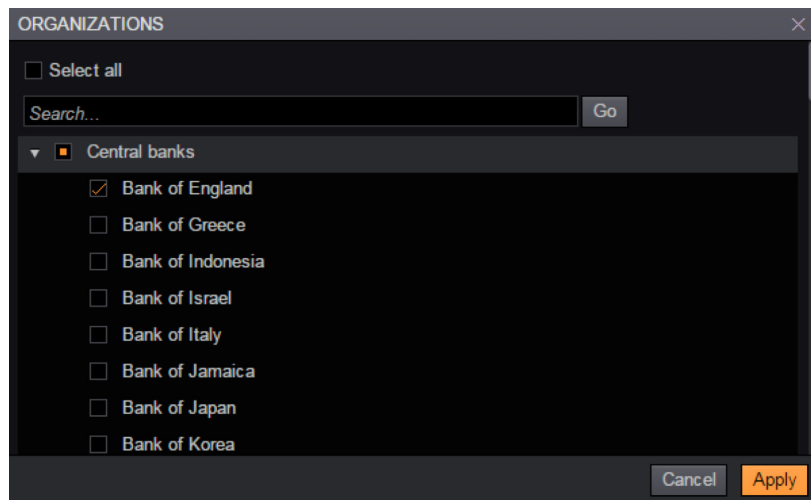 ORGANIZATIONS
Select all
Search...
Go
Central banks
Bank of England
Bank of Greece
Bank of Indonesia
Bank of Israel
Bank of Italy
Bank of Jamaica
Bank of Japan
Bank of Korea
Cancel
Apply